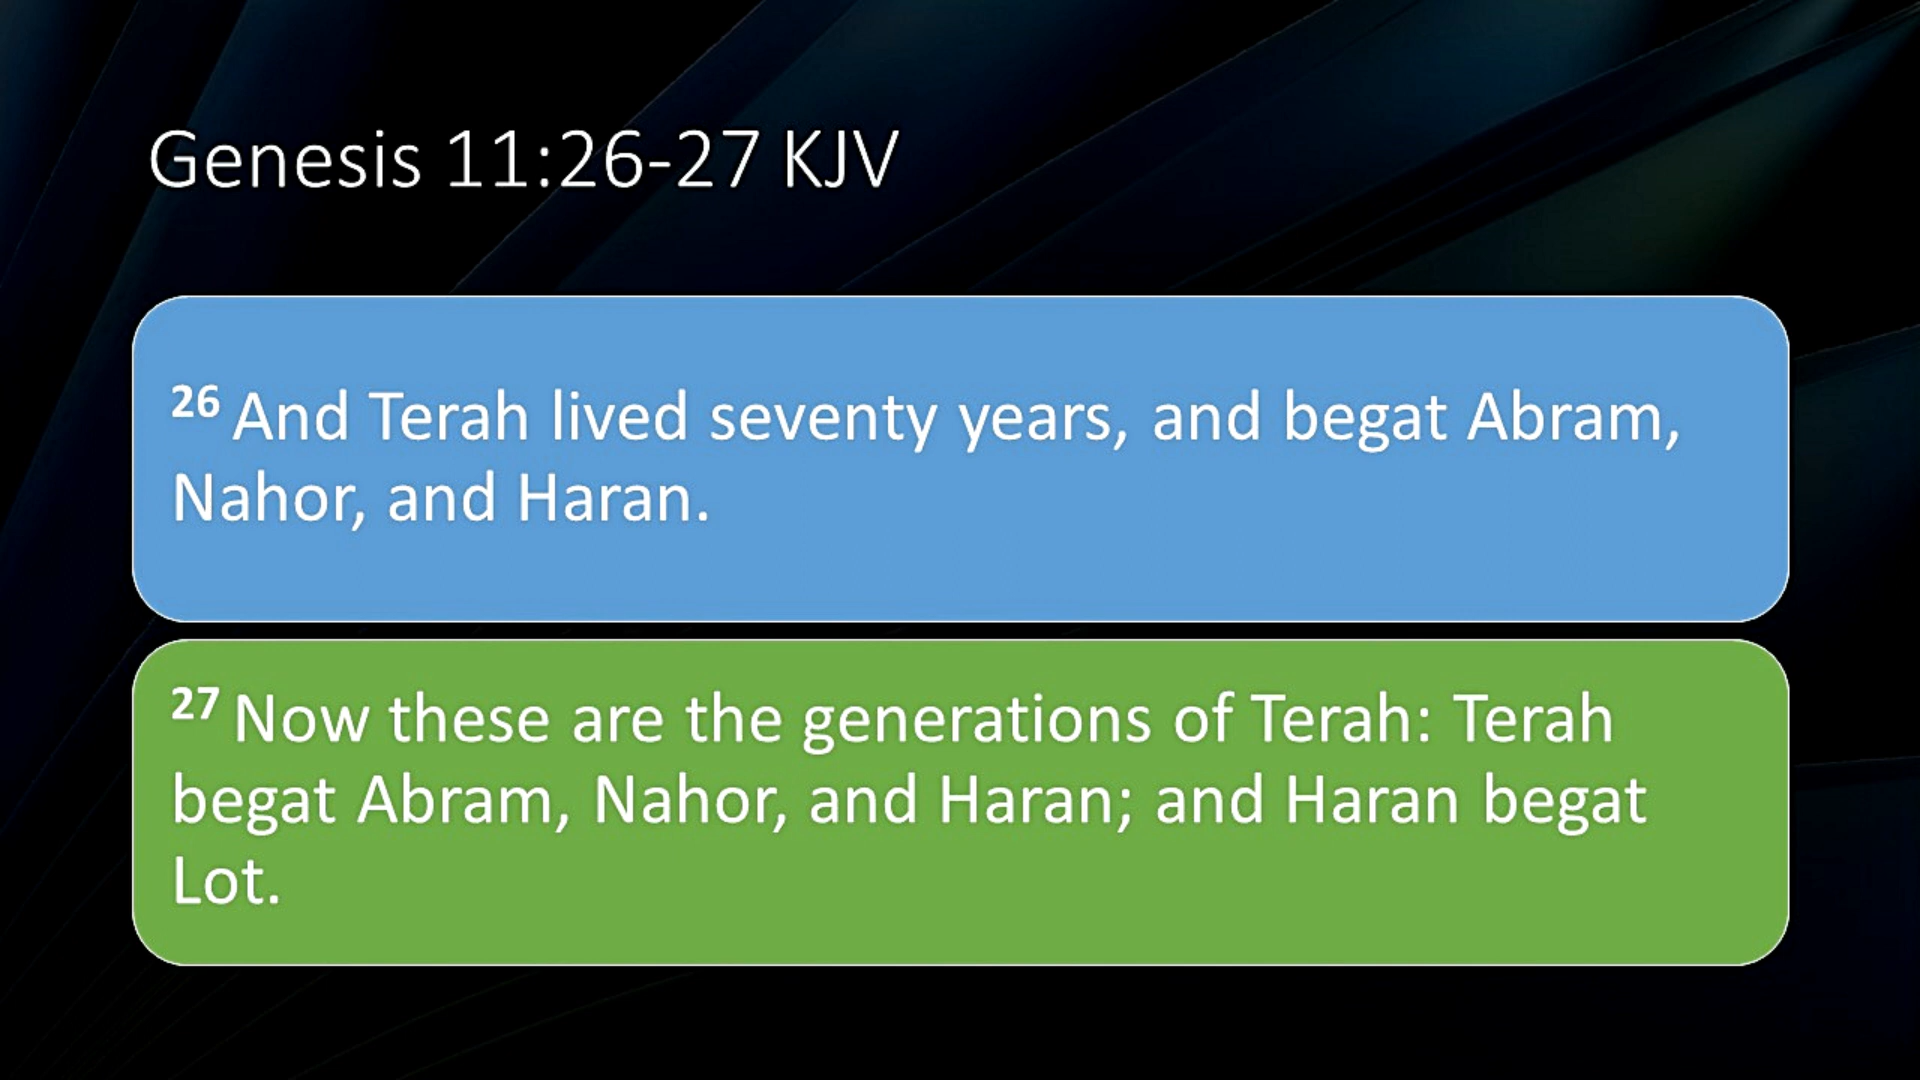 Genesis 11:26-27 KJV
26 And Terah lived seventy years, and begat Abram,
Nahor, and Haran.
27 Now these are the generations of Terah: Terah
begat Abram, Nahor, and Haran; and Haran begat
Lot.